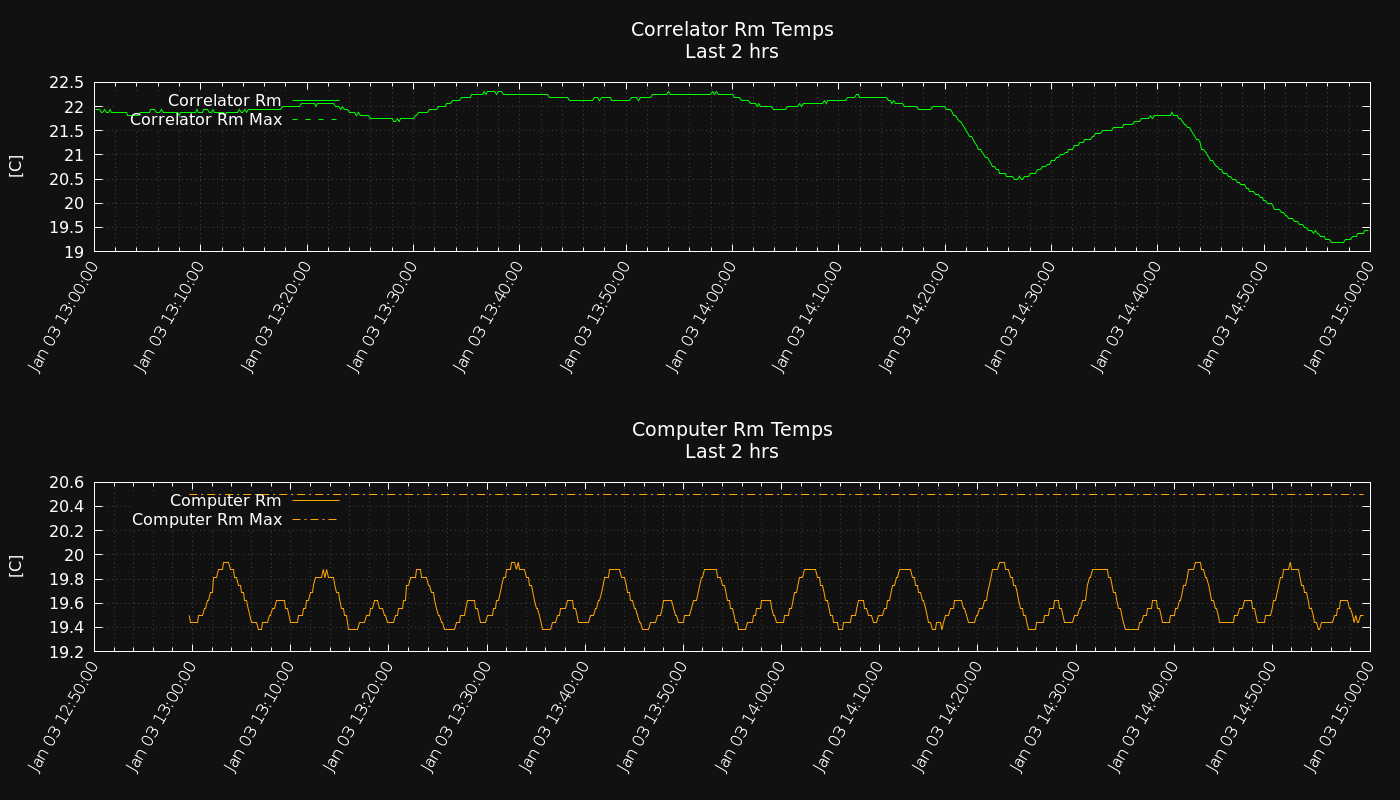 Correlator Rm Temps
Last 2 hrs
22.5
22
21.5
21
20.5
20
19.5
19
[C]
Correlator Rm
Correlator Rm Max
Jan 03 13:00:00
Jan 03 13:10:00
Jan 03 13:20:00
Jan 03 13:30:00
Jan 03 13:40:00
Jan 03 13:50:00
Jan 03 14:00:00
Jan 03 14:10:00
Jan 03 14:20:00
Jan 03 14:30:00
Jan 03 14:40:00
Jan 03 14:50:00
Jan 03 15:00:00
Computer Rm Temps
Last 2 hrs
20.6
20.4
20.2
20
19.8
19.6
19.4
19.2
[C]
Computer Rm
Computer Rm Max
Jan 03 12:50:00
Jan 03 13:00:00
Jan 03 13:10:00
Jan 03 13:20:00
Jan 03 13:30:00
Jan 03 13:40:00
Jan 03 13:50:00
Jan 03 14:00:00
Jan 03 14:10:00
Jan 03 14:20:00
Jan 03 14:30:00
Jan 03 14:40:00
Jan 03 14:50:00
Jan 03 15:00:00